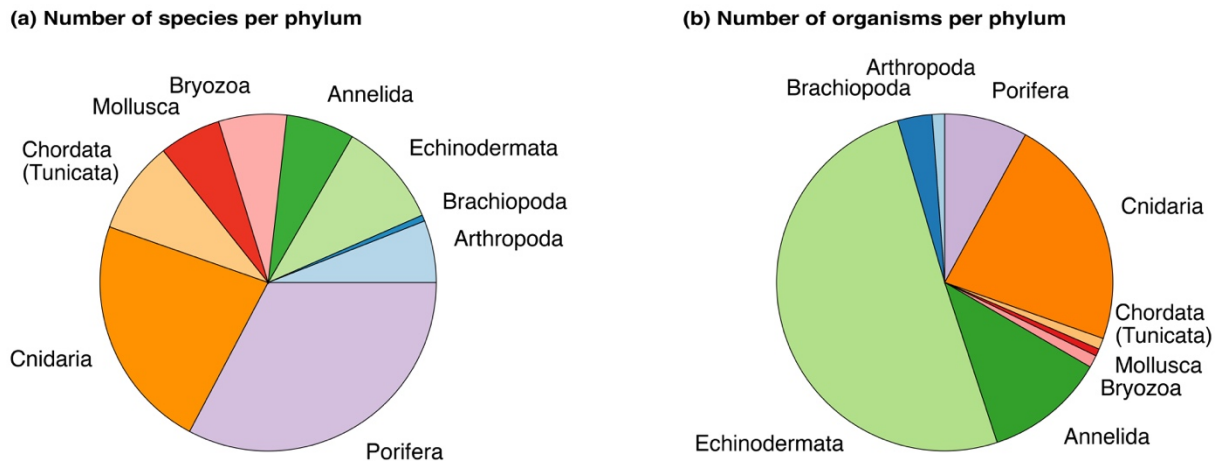 (a) Number of species per phylum
Bryozoa
Mollusca
Annelida
Chordata
(Tunicata)
Echinodermata
Brachiopoda
Arthropoda
Cnidaria
Porifera
(b) Number of organisms per phylum
Arthropoda
Brachiopoda
Porifera
Cnidaria
Chordata
(Tunicata)
Mollusca
Bryozoa
Annelida
Echinodermata